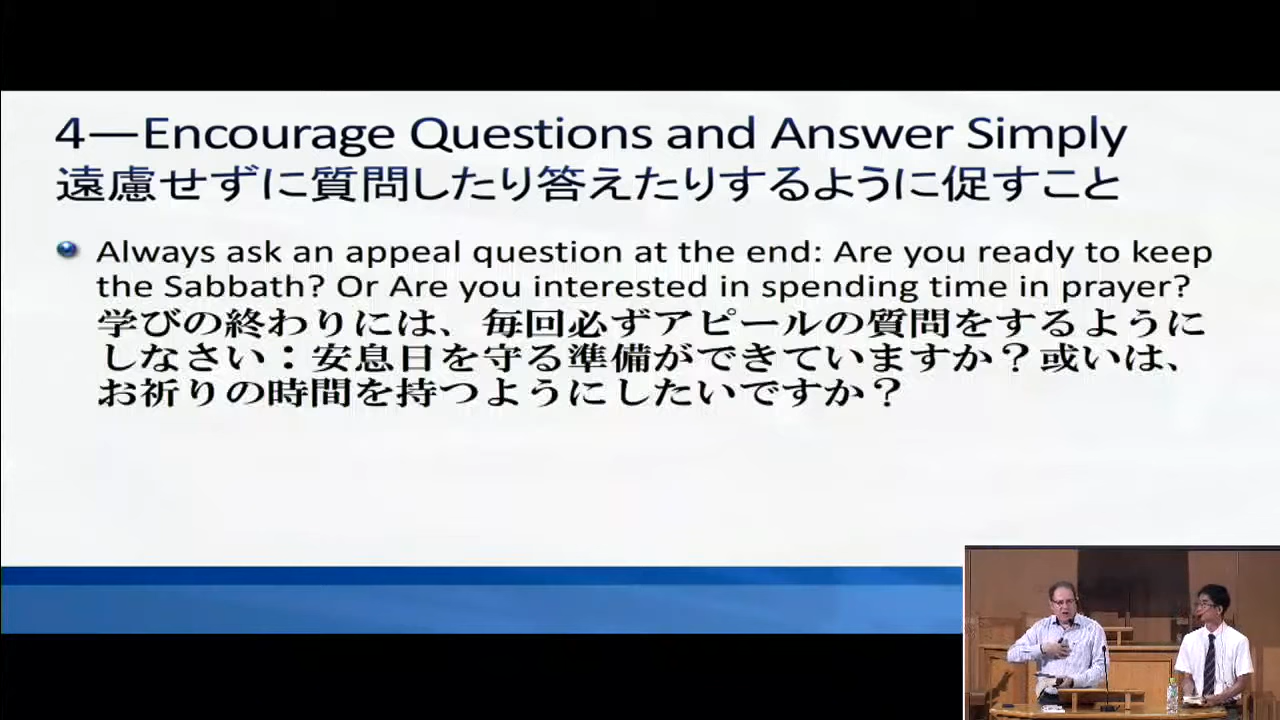 4—Encourage Questions and Answer Simply
遠慮せずに質問したり答えたりするように促すこと
Always ask an appeal question at the end: Are you ready to keep
the Sabbath? Or Are you interested in spending time in prayer?
学びの終わりには、毎回必ずアピールの質問をするように
しなさい：安息日を守る準備ができていますか？或いは、
お祈りの時間を持つようにしたいですか？